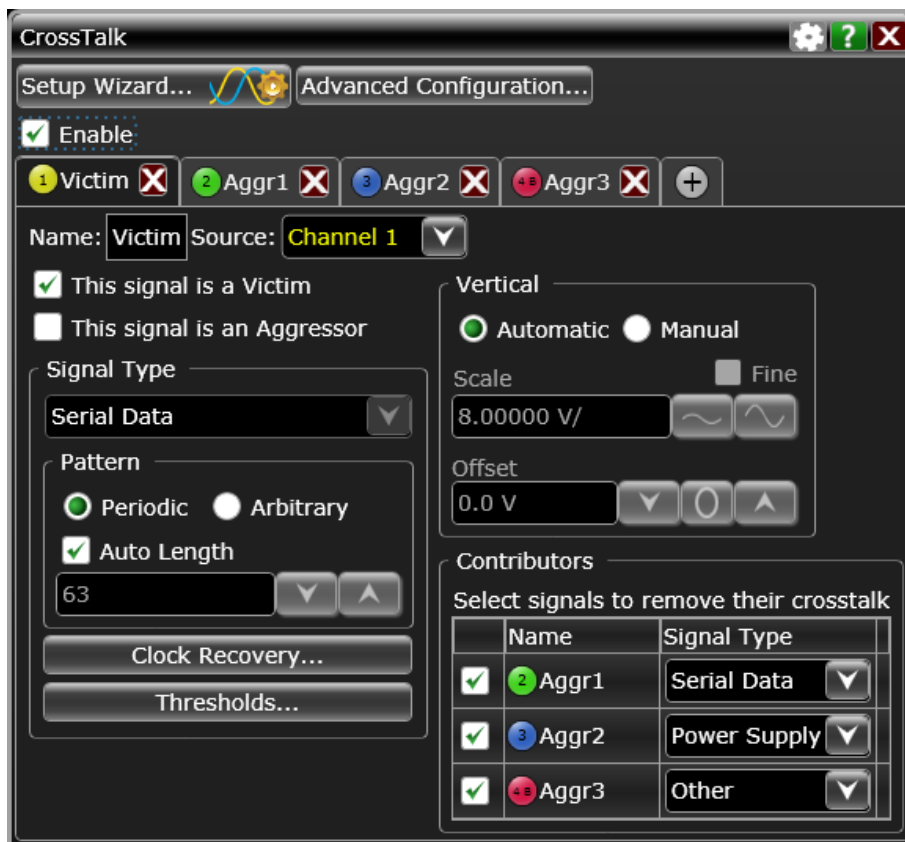 CrossTalk ?
Setup Wizard... Advanced Configuration...
Enable
1 Victim 2 Aggr1 3 Aggr2 4 B Aggr3
Name: Victim Source: Channel 1
This signal is a Victim
This signal is an Aggressor
Signal Type
Serial Data
Pattern
Periodic Arbitrary
Auto Length
63
Clock Recovery...
Thresholds...
Vertical
Automatic Manual
Scale Fine
8.00000 V/
Offset
0.0 V
Contributors
Select signals to remove their crosstalk
Name Signal Type
2 Aggr1 Serial Data
3 Aggr2 Power Supply
4 B Aggr3 Other